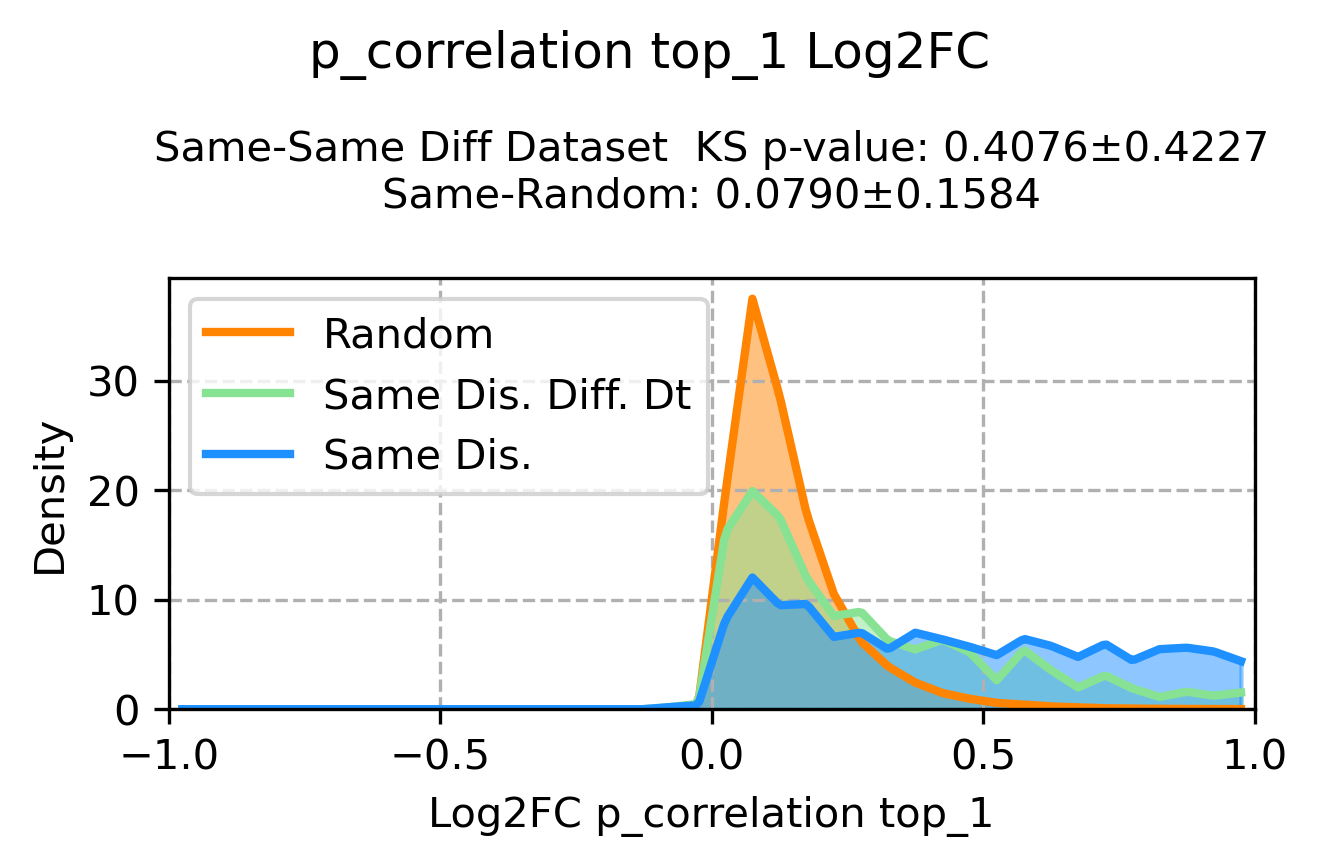 p_correlation top_1 Log2FC
Same-Same Diff Dataset  KS p-value: 0.4076±0.4227
Same-Random: 0.0790±0.1584
Random
Same Dis. Diff. Dt
Same Dis.
Density
30
20
10
0
−1.0
−0.5
0.0
0.5
1.0
Log2FC p_correlation top_1